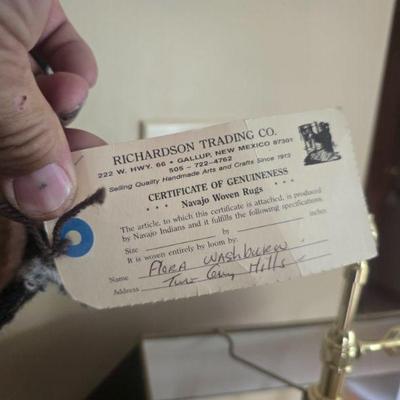 RICHARDSON TRADING CO.
222 W. HWY. 66 • GALLUP, NEW MEXICO 87301
505 – 722-4762
Selling Quality Handmade Arts and Crafts Since 1913
CERTIFICATE OF GENUINENESS
. . . Navajo Woven Rugs . . .
The article, to which this certificate is attached, is produced
by Navajo Indians and it fulfills the following specifications.
Size ______ by ______ inches
It is woven entirely by loom by:
Name Flora Washburn
Address Two Grey Hills